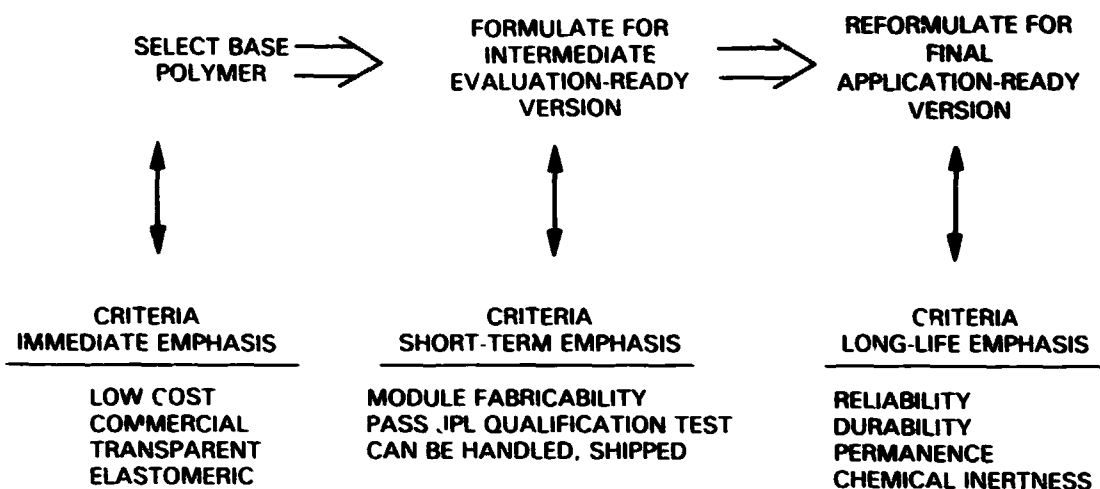 SELECT BASE
POLYMER
FORMULATE FOR
INTERMEDIATE
EVALUATION-READY
VERSION
REFORMULATE FOR
FINAL
APPLICATION-READY
VERSION
CRITERIA
IMMEDIATE EMPHASIS
LOW COST
COMMERCIAL
TRANSPARENT
ELASTOMERIC
CRITERIA
SHORT-TERM EMPHASIS
MODULE FABRICABILITY
PASS JPL QUALIFICATION TEST
CAN BE HANDLED, SHIPPED
CRITERIA
LONG-LIFE EMPHASIS
RELIABILITY
DURABILITY
PERMANENCE
CHEMICAL INERTNESS